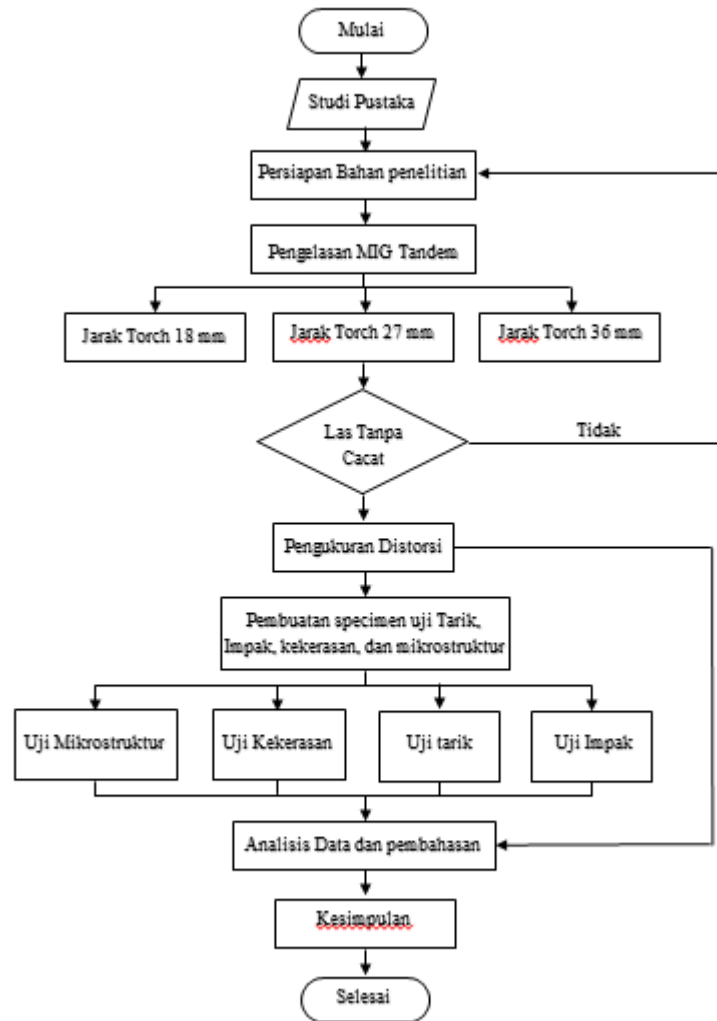 Mulai
Studi Pustaka
Persiapan Bahan penelitian
Pengelasan MIG Tandem
Jarak Torch 18 mm
Jarak Torch 27 mm
Jarak Torch 36 mm
Las Tanpa
Cacat
Tidak
Pengukuran Distorsi
Pembuatan specimen uji Tarik,
Impak, kekerasan, dan mikrostruktur
Uji Mikrostruktur
Uji Kekerasan
Uji tarik
Uji Impak
Analisis Data dan pembahasan
Kesimpulan
Selesai